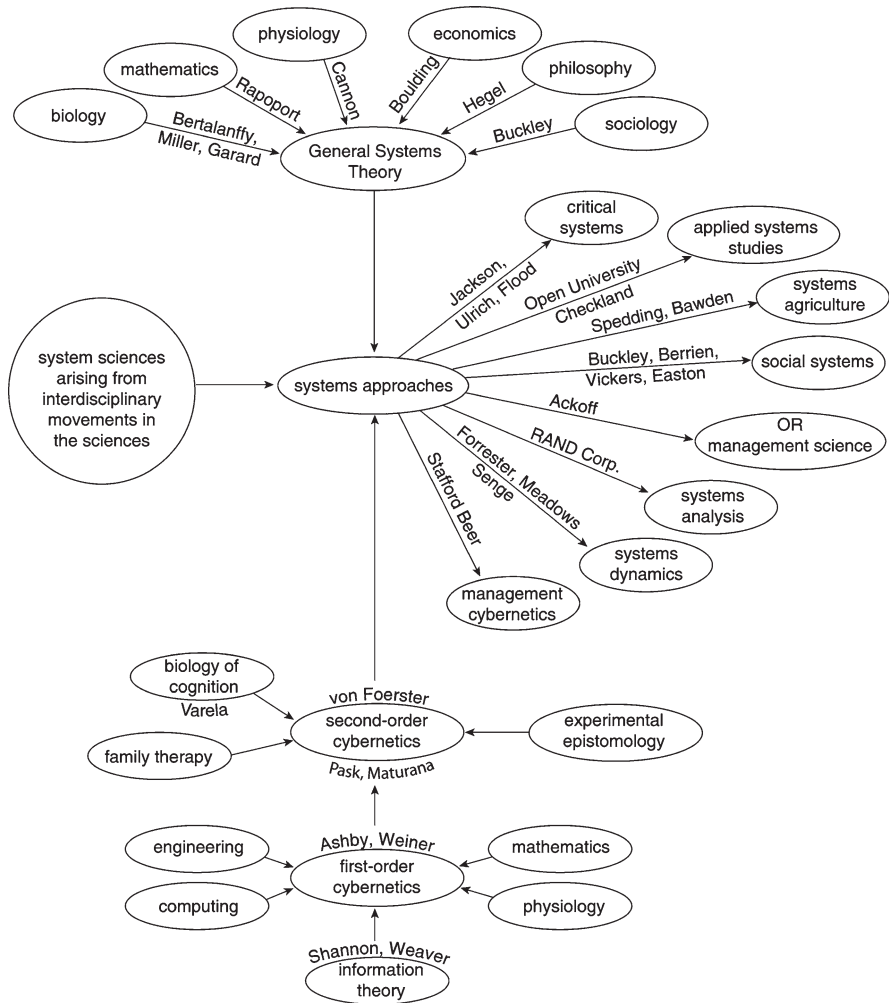 physiology
economics
mathematics
philosophy
biology
sociology
Cannon
Boulding
Rapoport
Hegel
Bertalanffy,
Miller, Garard
Buckley
General Systems
Theory
critical
systems
applied systems
studies
Jackson,
Ulrich, Flood
Open University
Checkland
systems
agriculture
Spedding, Bawden
system sciences
arising from
interdisciplinary
movements in
the sciences
systems approaches
Buckley, Berrien,
Vickers, Easton
social systems
Ackoff
OR
management science
RAND Corp.
systems
analysis
Forrester, Meadows
Senge
systems
dynamics
Stafford Beer
management
cybernetics
biology of
cognition
Varela
von Foerster
second-order
cybernetics
Pask, Maturana
experimental
epistomology
family therapy
Ashby, Weiner
first-order
cybernetics
engineering
mathematics
computing
physiology
Shannon, Weaver
information
theory